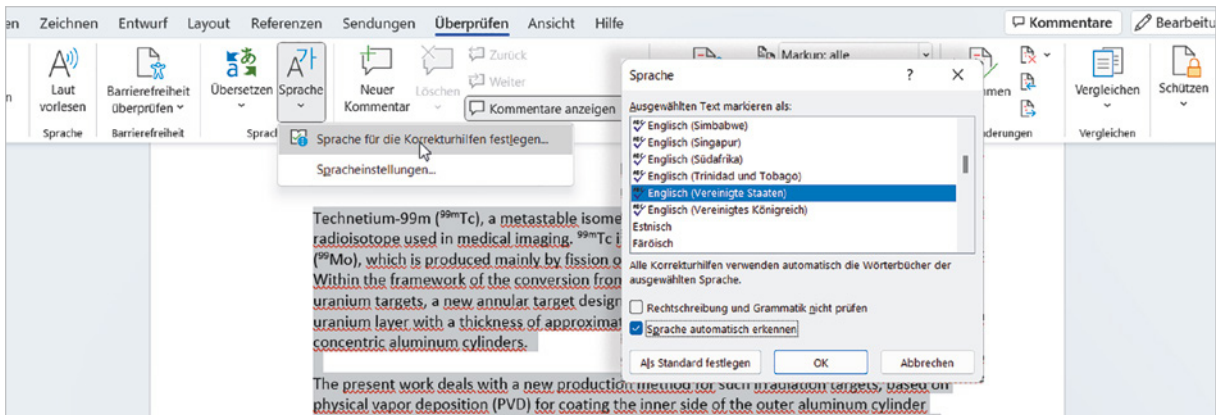 en Zeichnen Entwurf Layout Referenzen Sendungen Überprüfen Ansicht Hilfe
Kommentare
Laut vorlesen
Sprache
Barrierefreiheit überprüfen
Barrierefreiheit
Übersetzen
Sprache
Sprac
Neuer Kommentar
Löschen
Zurück
Weiter
Kommentare anzeigen
Markup: alle
men
derungen
Vergleichen
Vergleichen
Schützen
Sprache für die Korrekturhilfen festlegen...
Spracheinstellungen...
Sprache ? X
Ausgewählten Text markieren als:
Englisch (Simbabwe)
Englisch (Singapur)
Englisch (Südafrika)
Englisch (Trinidad und Tobago)
Englisch (Vereinigte Staaten)
Englisch (Vereinigtes Königreich)
Estnisch
Färöisch
Alle Korrekturhilfen verwenden automatisch die Wörterbücher der
ausgewählten Sprache.
Rechtschreibung und Grammatik nicht prüfen
Sprache automatisch erkennen
Als Standard festlegen OK Abbrechen
Technetium-99m (⁹⁹ᵐTc), a metastable isome
radioisotope used in medical imaging. ⁹⁹ᵐTc i
(⁹⁹Mo), which is produced mainly by fission o
Within the framework of the conversion from
uranium targets, a new annular target design
uranium layer with a thickness of approximat
concentric aluminum cylinders.
The present work deals with a new production method for such irradiation targets, based on
physical vapor deposition (PVD) for coating the inner side of the outer aluminum cylinder